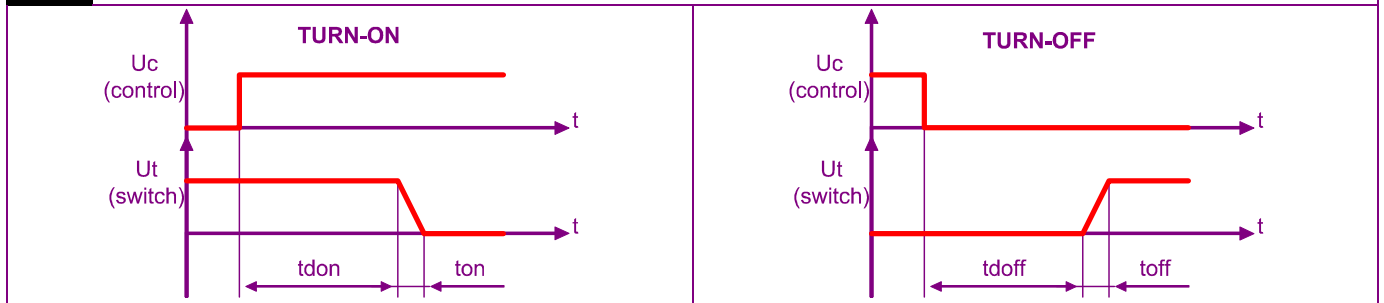 TURN-ON
Uc
(control)
t
Ut
(switch)
t
tdon
ton
TURN-OFF
Uc
(control)
t
Ut
(switch)
t
tdoff
toff